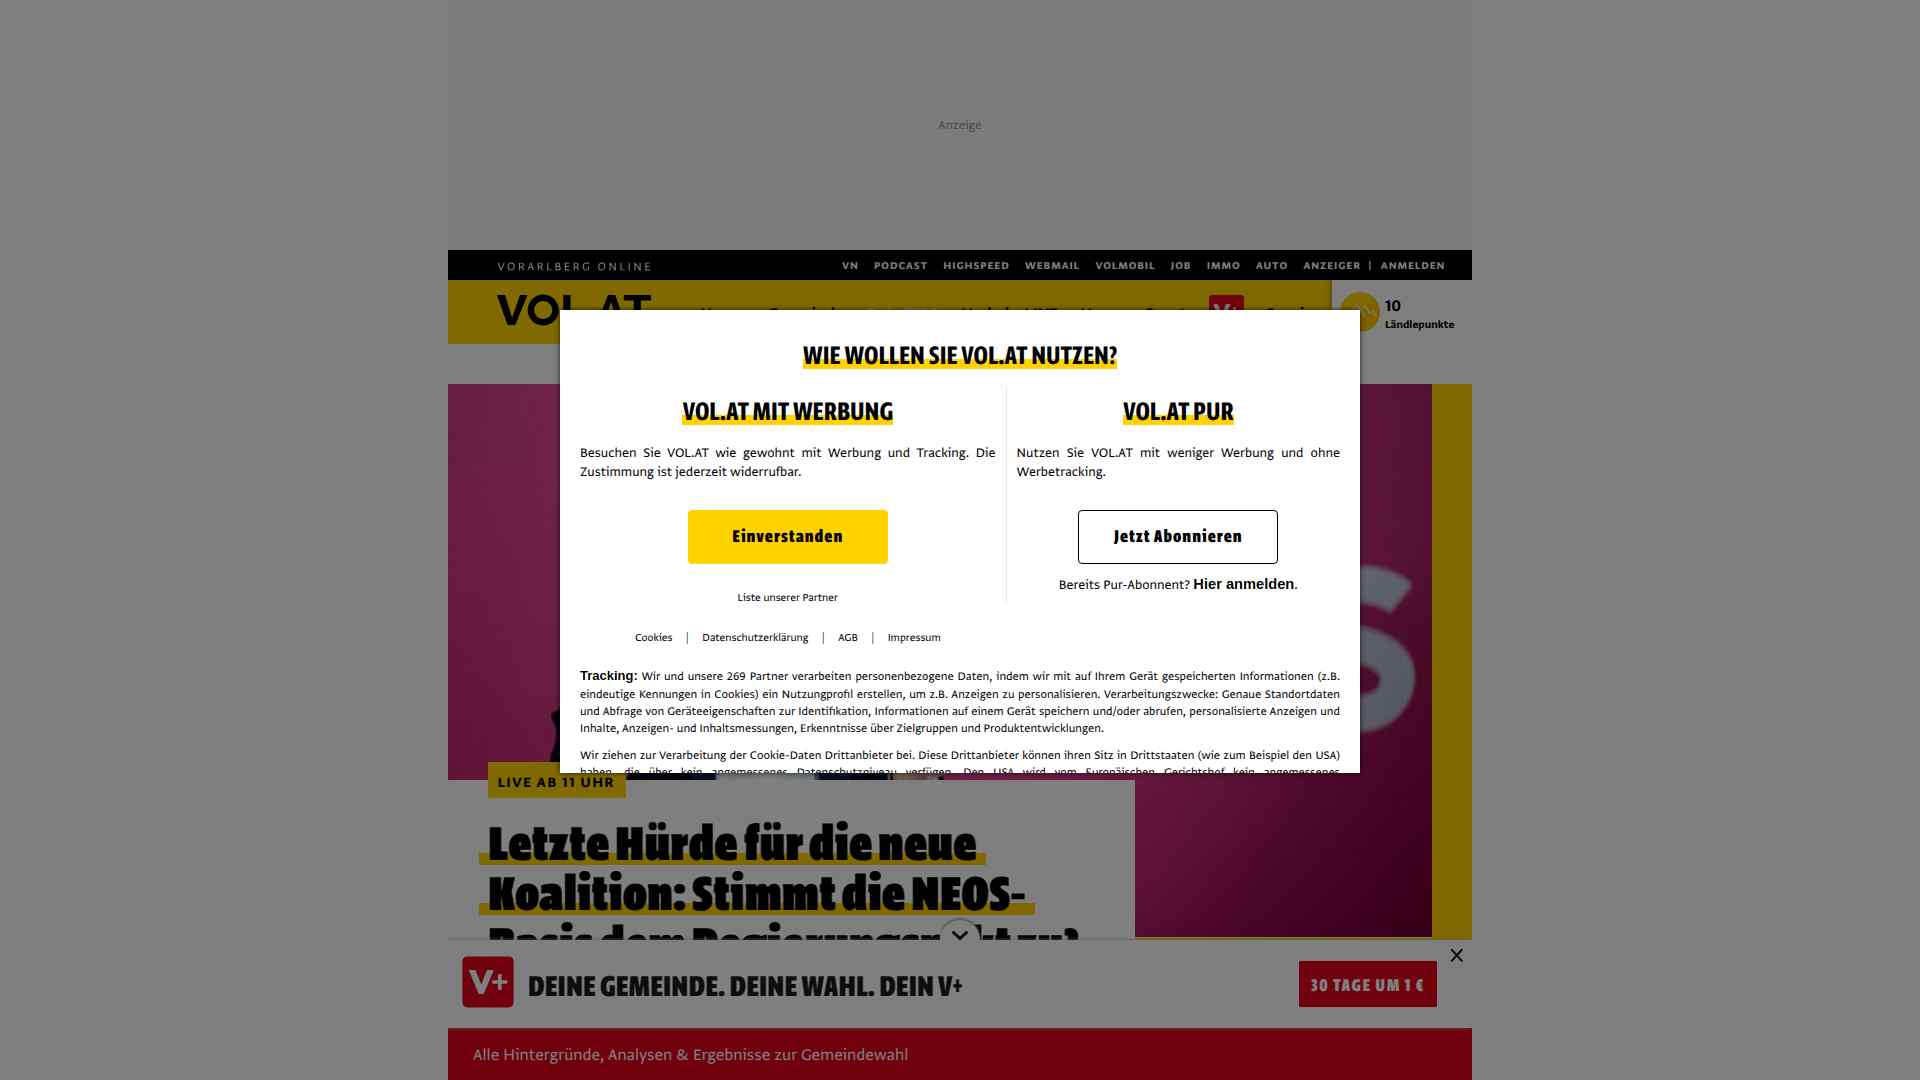 Anzeige
VORARLBERG ONLINE
VN PODCAST HIGHSPEED WEBMAIL VOLMOBIL JOB IMMO AUTO ANZEIGER | ANMELDEN
VOL.AT
10
Ländlepunkte
WIE WOLLEN SIE VOL.AT NUTZEN?
VOL.AT MIT WERBUNG
Besuchen Sie VOL.AT wie gewohnt mit Werbung und Tracking. Die
Zustimmung ist jederzeit widerrufbar.
Einverstanden
Liste unserer Partner
VOL.AT PUR
Nutzen Sie VOL.AT mit weniger Werbung und ohne
Werbetracking.
Jetzt Abonnieren
Bereits Pur-Abonnent? Hier anmelden.
Cookies | Datenschutzerklärung | AGB | Impressum
Tracking: Wir und unsere 269 Partner verarbeiten personenbezogene Daten, indem wir mit auf Ihrem Gerät gespeicherten Informationen (z.B.
eindeutige Kennungen in Cookies) ein Nutzungprofil erstellen, um z.B. Anzeigen zu personalisieren. Verarbeitungszwecke: Genaue Standortdaten
und Abfrage von Geräteeigenschaften zur Identifikation, Informationen auf einem Gerät speichern und/oder abrufen, personalisierte Anzeigen und
Inhalte, Anzeigen- und Inhaltsmessungen, Erkenntnisse über Zielgruppen und Produktentwicklungen.
Wir ziehen zur Verarbeitung der Cookie-Daten Drittanbieter bei. Diese Drittanbieter können ihren Sitz in Drittstaaten (wie zum Beispiel den USA)
haben, die über kein angemessenes Datenschutzniveau verfügen. Den USA wird vom Europäischen Gerichtshof kein angemessenes
LIVE AB 11 UHR
Letzte Hürde für die neue
Koalition: Stimmt die NEOS-
Basis dem
V+ DEINE GEMEINDE. DEINE WAHL. DEIN V+
30 TAGE UM 1 €
Alle Hintergründe, Analysen & Ergebnisse zur Gemeindewahl